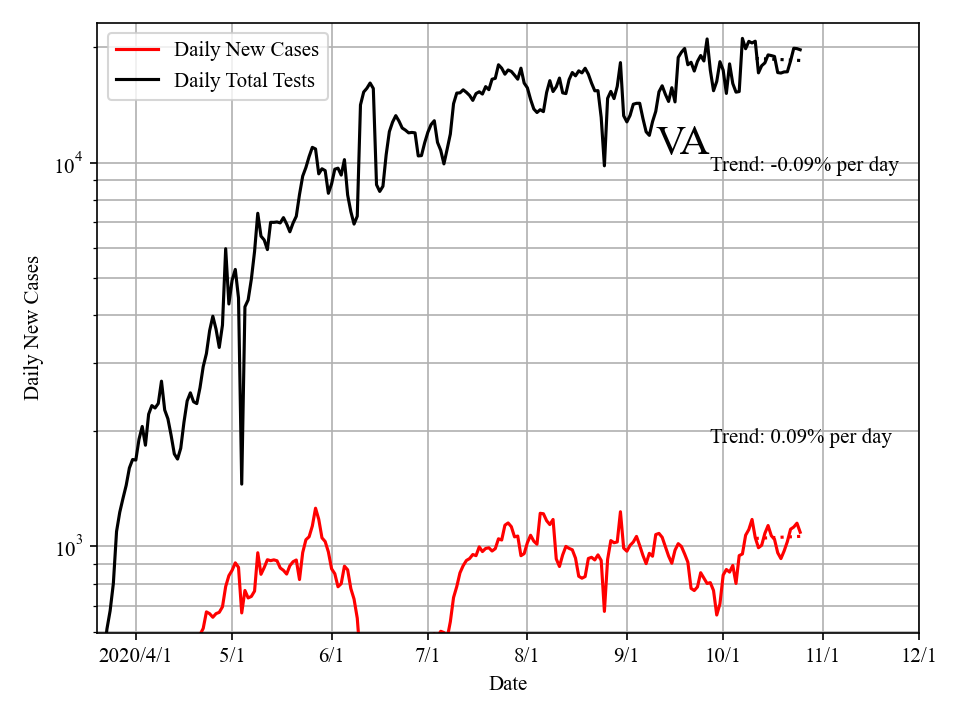 Daily New Cases
Daily Total Tests
VA
10^4
Trend: -0.09% per day
Daily New Cases
Trend: 0.09% per day
10^3
2020/4/1 5/1 6/1 7/1 8/1 9/1 10/1 11/1 12/1
Date